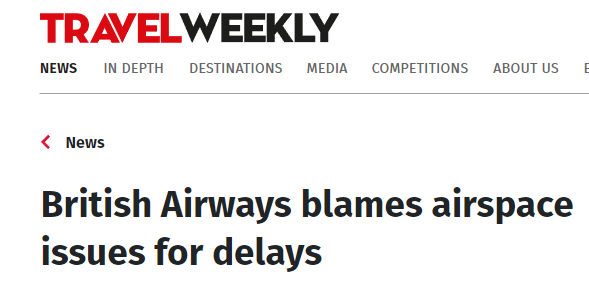 TRAVELWEEKLY
NEWS IN DEPTH DESTINATIONS MEDIA COMPETITIONS ABOUT US
News
British Airways blames airspace
issues for delays